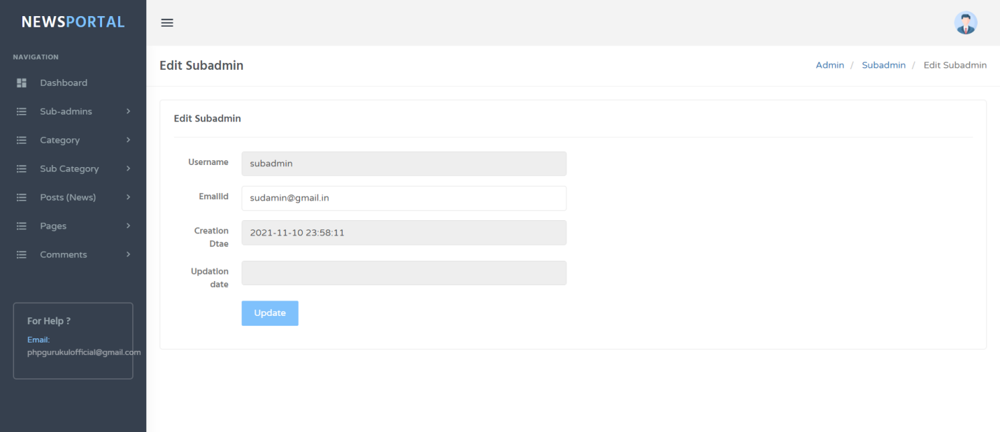 NEWSPORTAL
NAVIGATION
Dashboard
Sub-admins
Category
Sub Category
Posts (News)
Pages
Comments
For Help ?
Email:
phpgurukulofficial@gmail.com
Edit Subadmin
Admin / Subadmin / Edit Subadmin
Edit Subadmin
Username subadmin
EmailId sudamin@gmail.in
Creation
Dtae
2021-11-10 23:58:11
Updation
date
Update